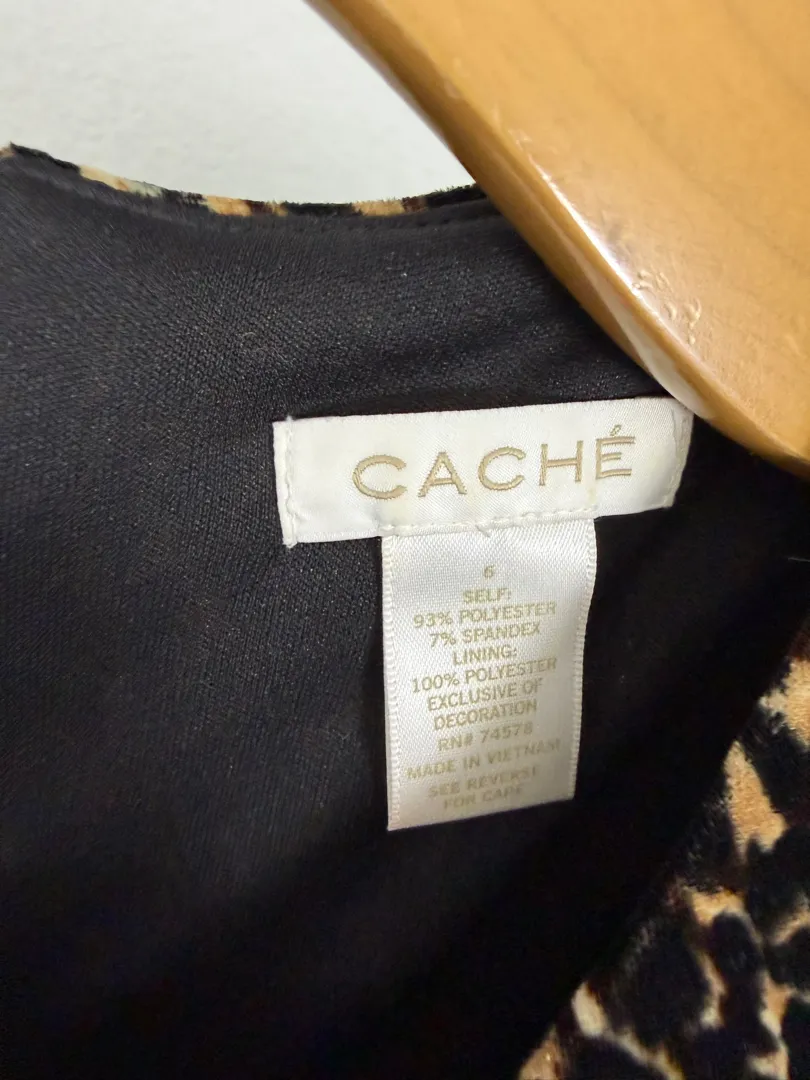 CACHÉ
6
SELF:
93% POLYESTER
7% SPANDEX
LINING:
100% POLYESTER
EXCLUSIVE OF
DECORATION
RN# 74578
MADE IN VIETNAM
SEE REVERSE
FOR CARE